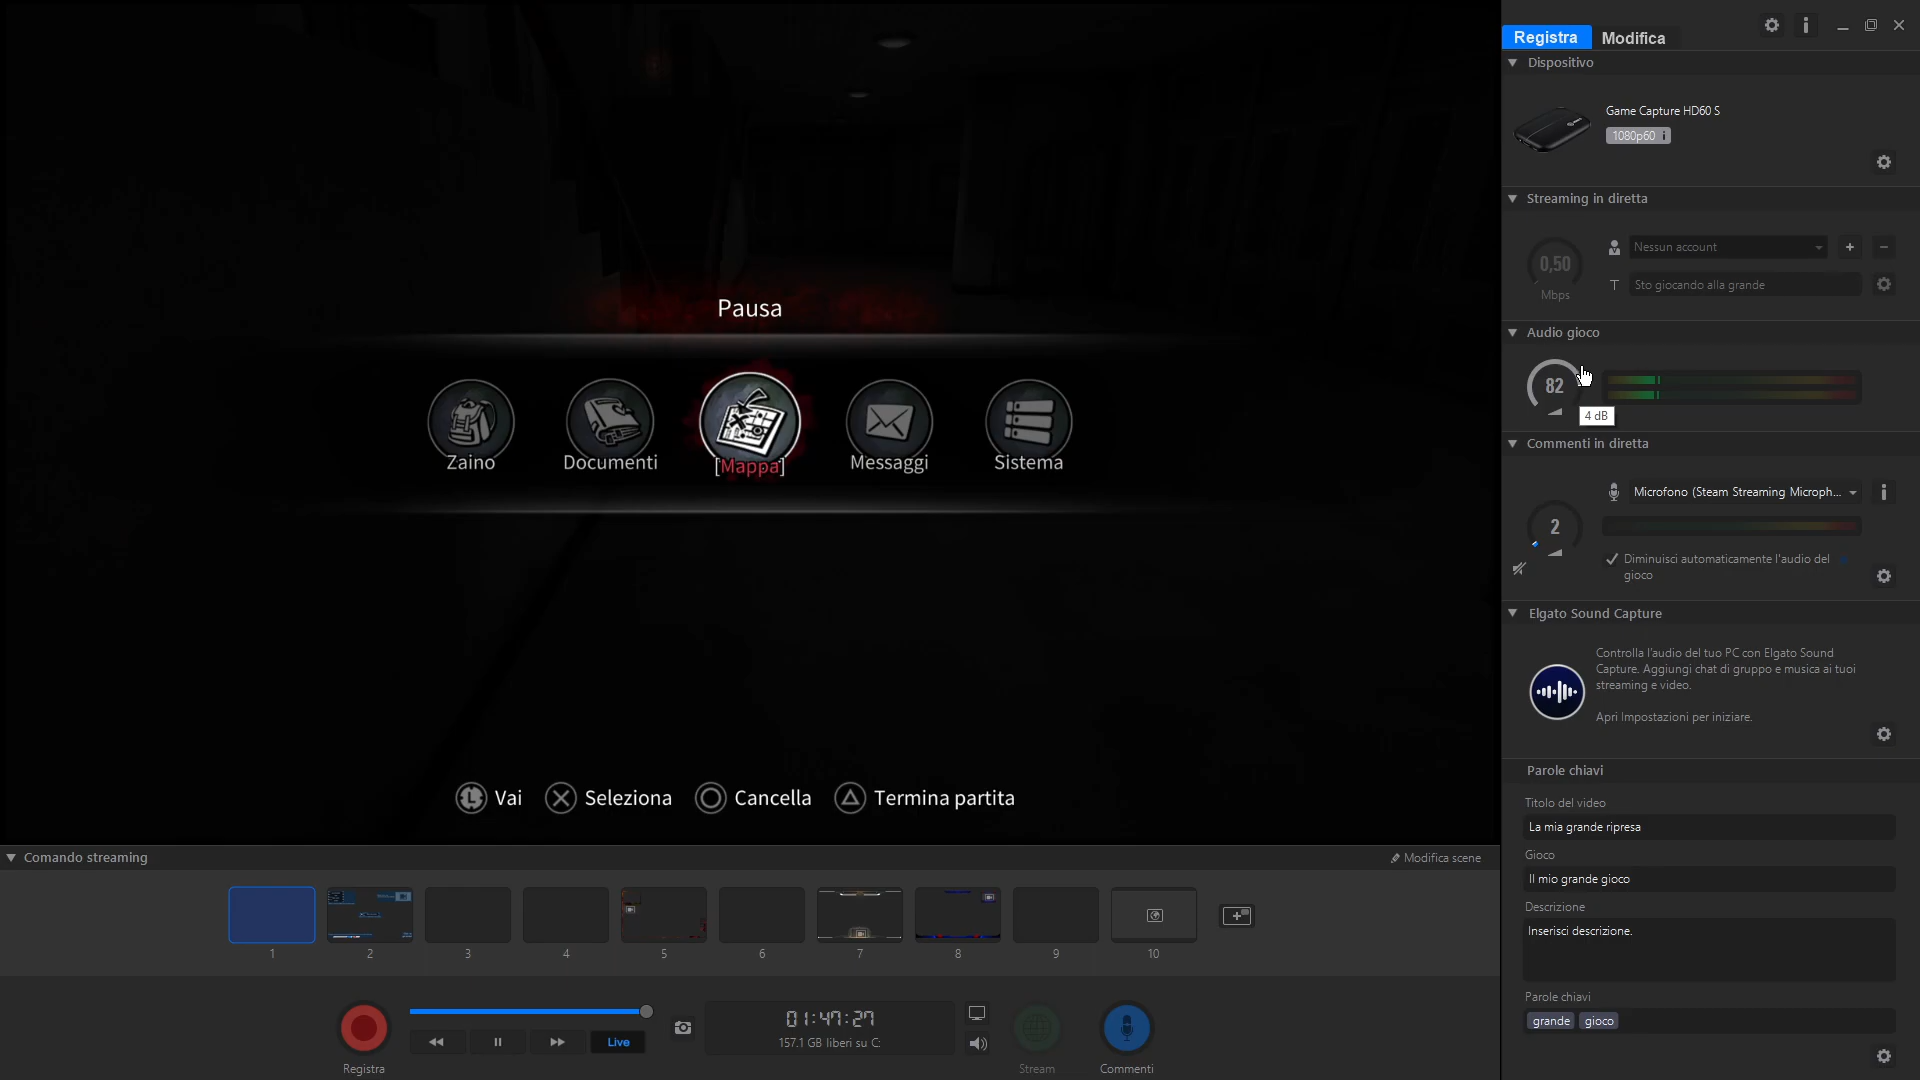 Registra
Modifica
Dispositivo
Game Capture HD60 S
1080p60 i
Streaming in diretta
0,50
Mbps
Nessun account
T Sto giocando alla grande
Audio gioco
82
4 dB
Commenti in diretta
Microfono (Steam Streaming Microph...
2
Diminuisci automaticamente l'audio del
gioco
Elgato Sound Capture
Controlla l'audio del tuo PC con Elgato Sound
Capture. Aggiungi chat di gruppo e musica ai tuoi
streaming e video.
Apri Impostazioni per iniziare.
Parole chiavi
Titolo del video
La mia grande ripresa
Gioco
Il mio grande gioco
Descrizione
Inserisci descrizione.
Parole chiavi
grande gioco
Pausa
Zaino
Documenti
[Mappa]
Messaggi
Sistema
L Vai
Seleziona
Cancella
Termina partita
Comando streaming
Modifica scene
1
2
3
4
5
6
7
8
9
10
Registra
Live
01:47:27
157.1 GB liberi su C:
Stream
Commenti